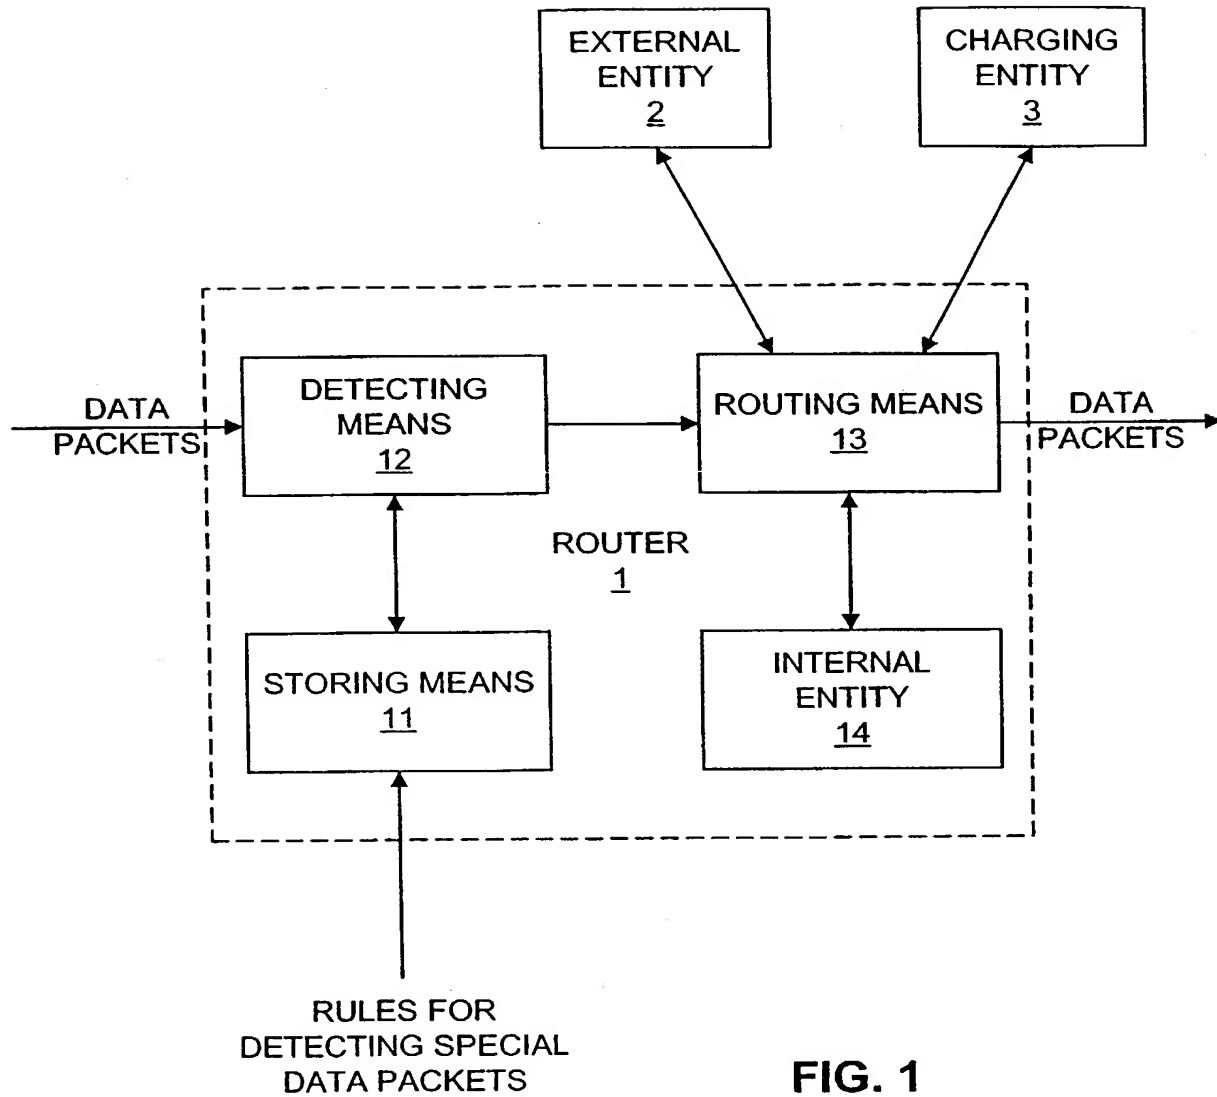 EXTERNAL
ENTITY
2
CHARGING
ENTITY
3
DATA
PACKETS
DETECTING
MEANS
12
ROUTING MEANS
13
DATA
PACKETS
ROUTER
1
STORING MEANS
11
INTERNAL
ENTITY
14
RULES FOR
DETECTING SPECIAL
DATA PACKETS
FIG. 1